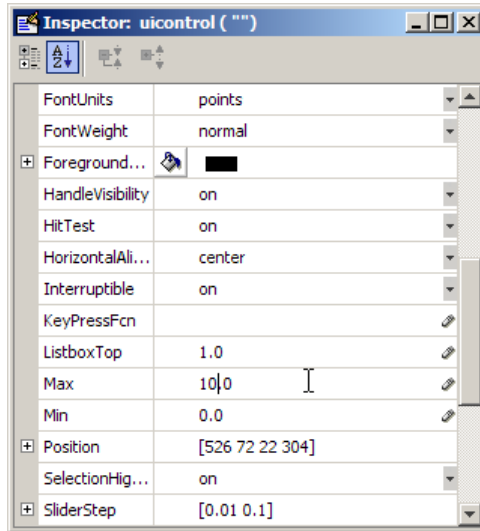 Inspector: uicontrol ( "")
FontUnits points
FontWeight normal
Foreground...
HandleVisibility on
HitTest on
HorizontalAli... center
Interruptible on
KeyPressFcn
ListboxTop 1.0
Max 10.0
Min 0.0
Position [526 72 22 304]
SelectionHig... on
SliderStep [0.01 0.1]